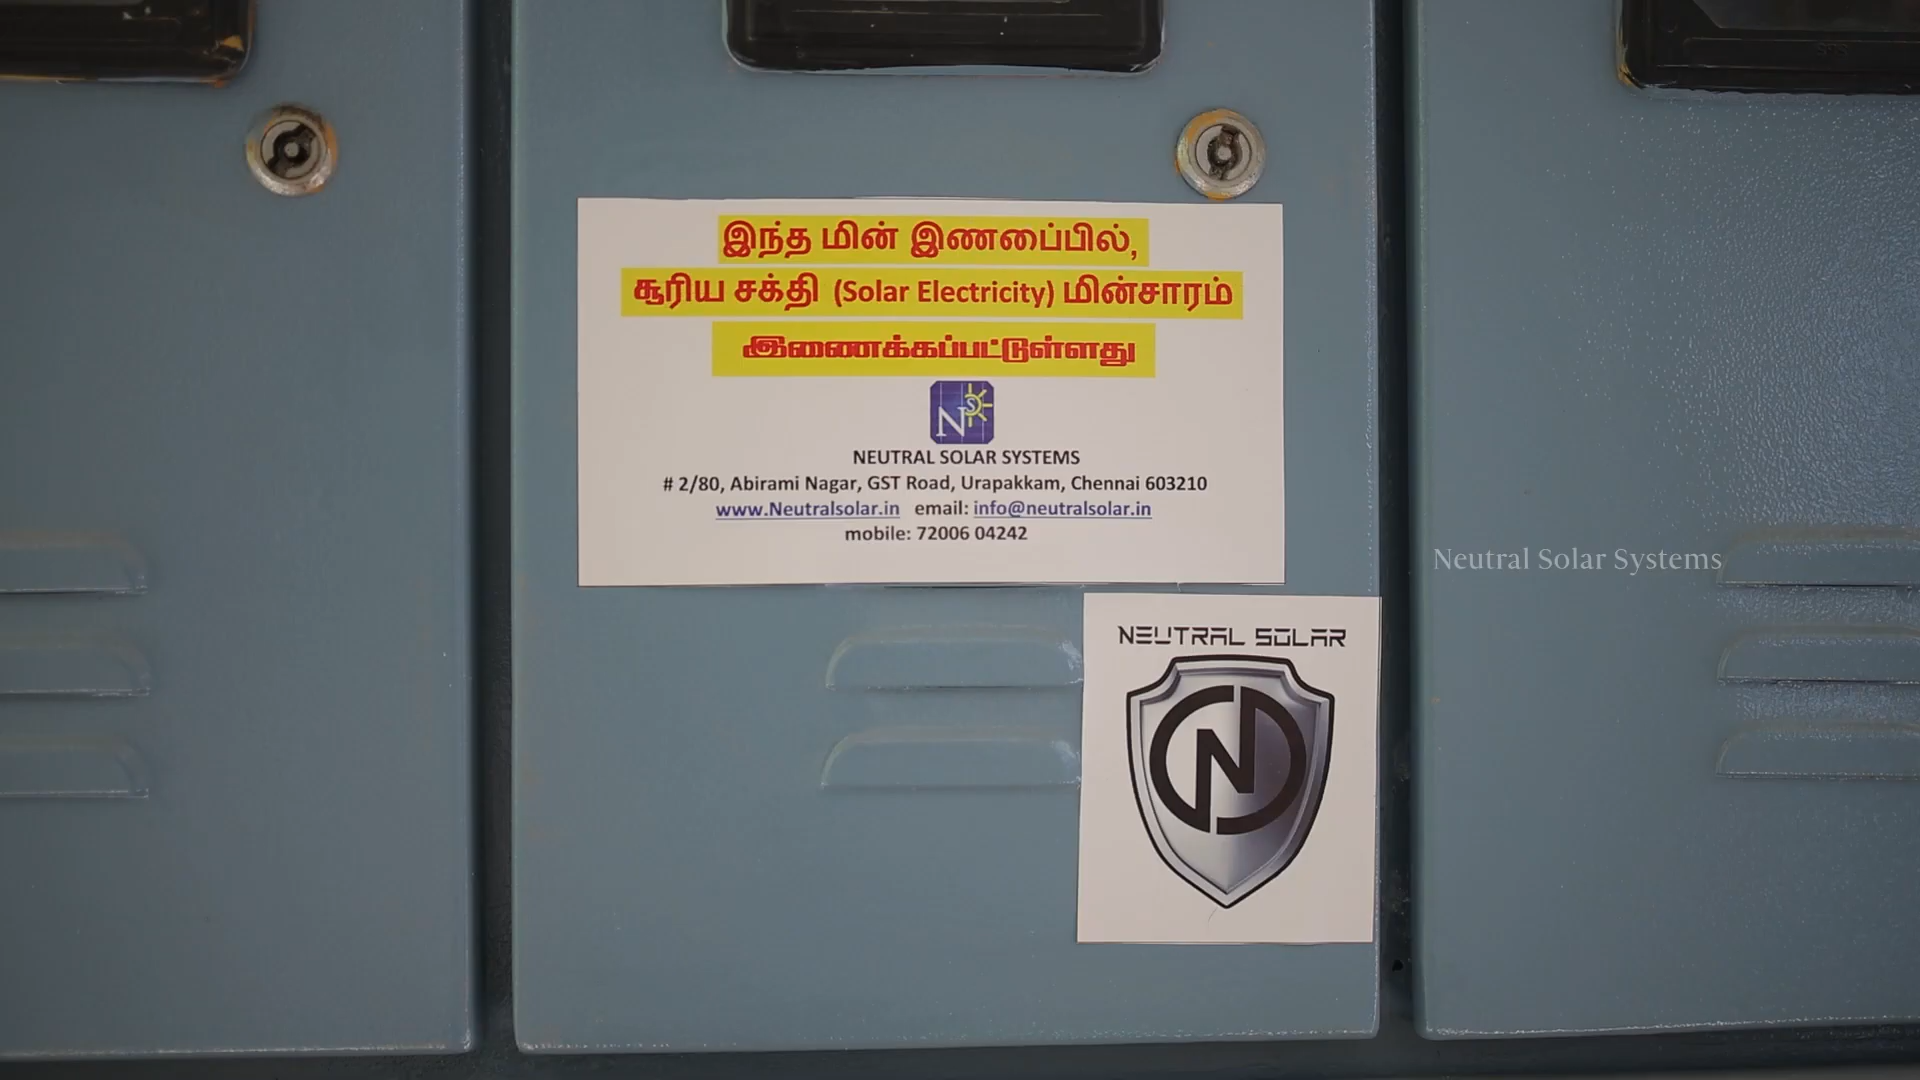 இந்த மின் இணைப்பில்,
சூரிய சக்தி (Solar Electricity) மின்சாரம்
இணைக்கப்பட்டுள்ளது
NS
NEUTRAL SOLAR SYSTEMS
# 2/80, Abirami Nagar, GST Road, Urapakkam, Chennai 603210
www.Neutralsolar.in email: info@neutralsolar.in
mobile: 72006 04242
Neutral Solar Systems
NEUTRAL SOLAR
N